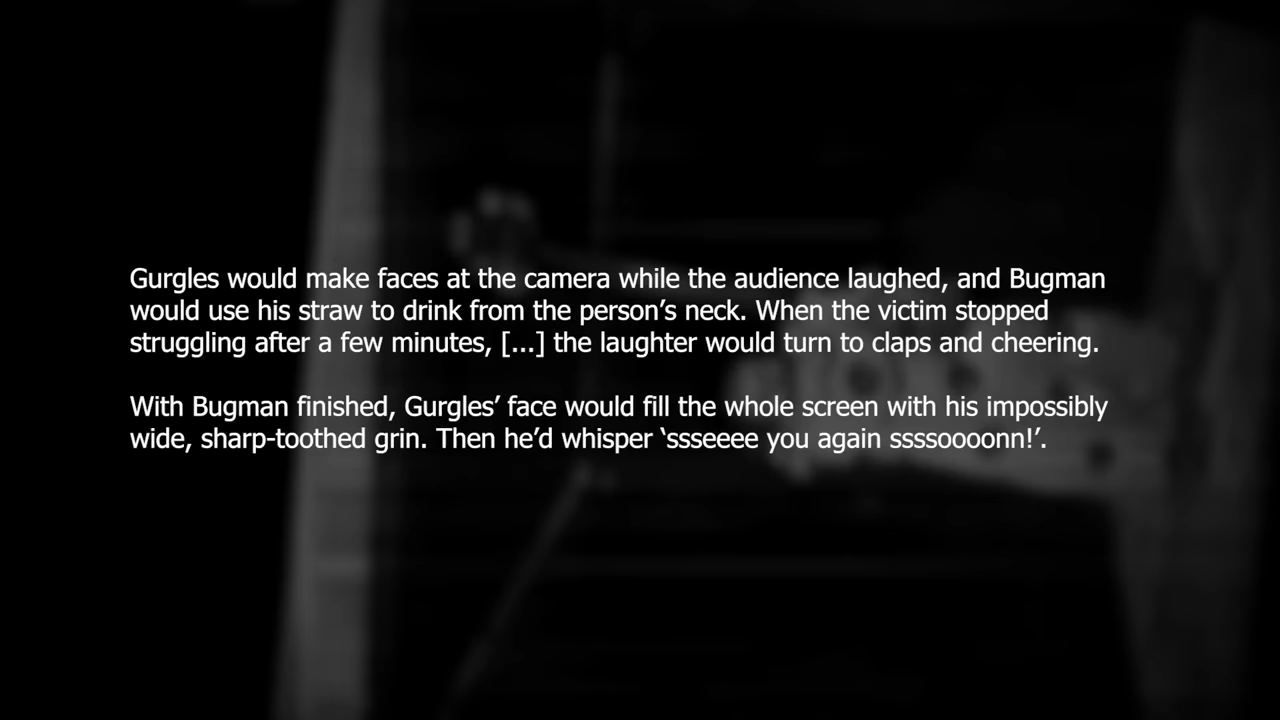 Gurgles would make faces at the camera while the audience laughed, and Bugman
would use his straw to drink from the person’s neck. When the victim stopped
struggling after a few minutes, [...] the laughter would turn to claps and cheering.
With Bugman finished, Gurgles’ face would fill the whole screen with his impossibly
wide, sharp-toothed grin. Then he’d whisper ‘ssseeee you again ssssoooonn!’.